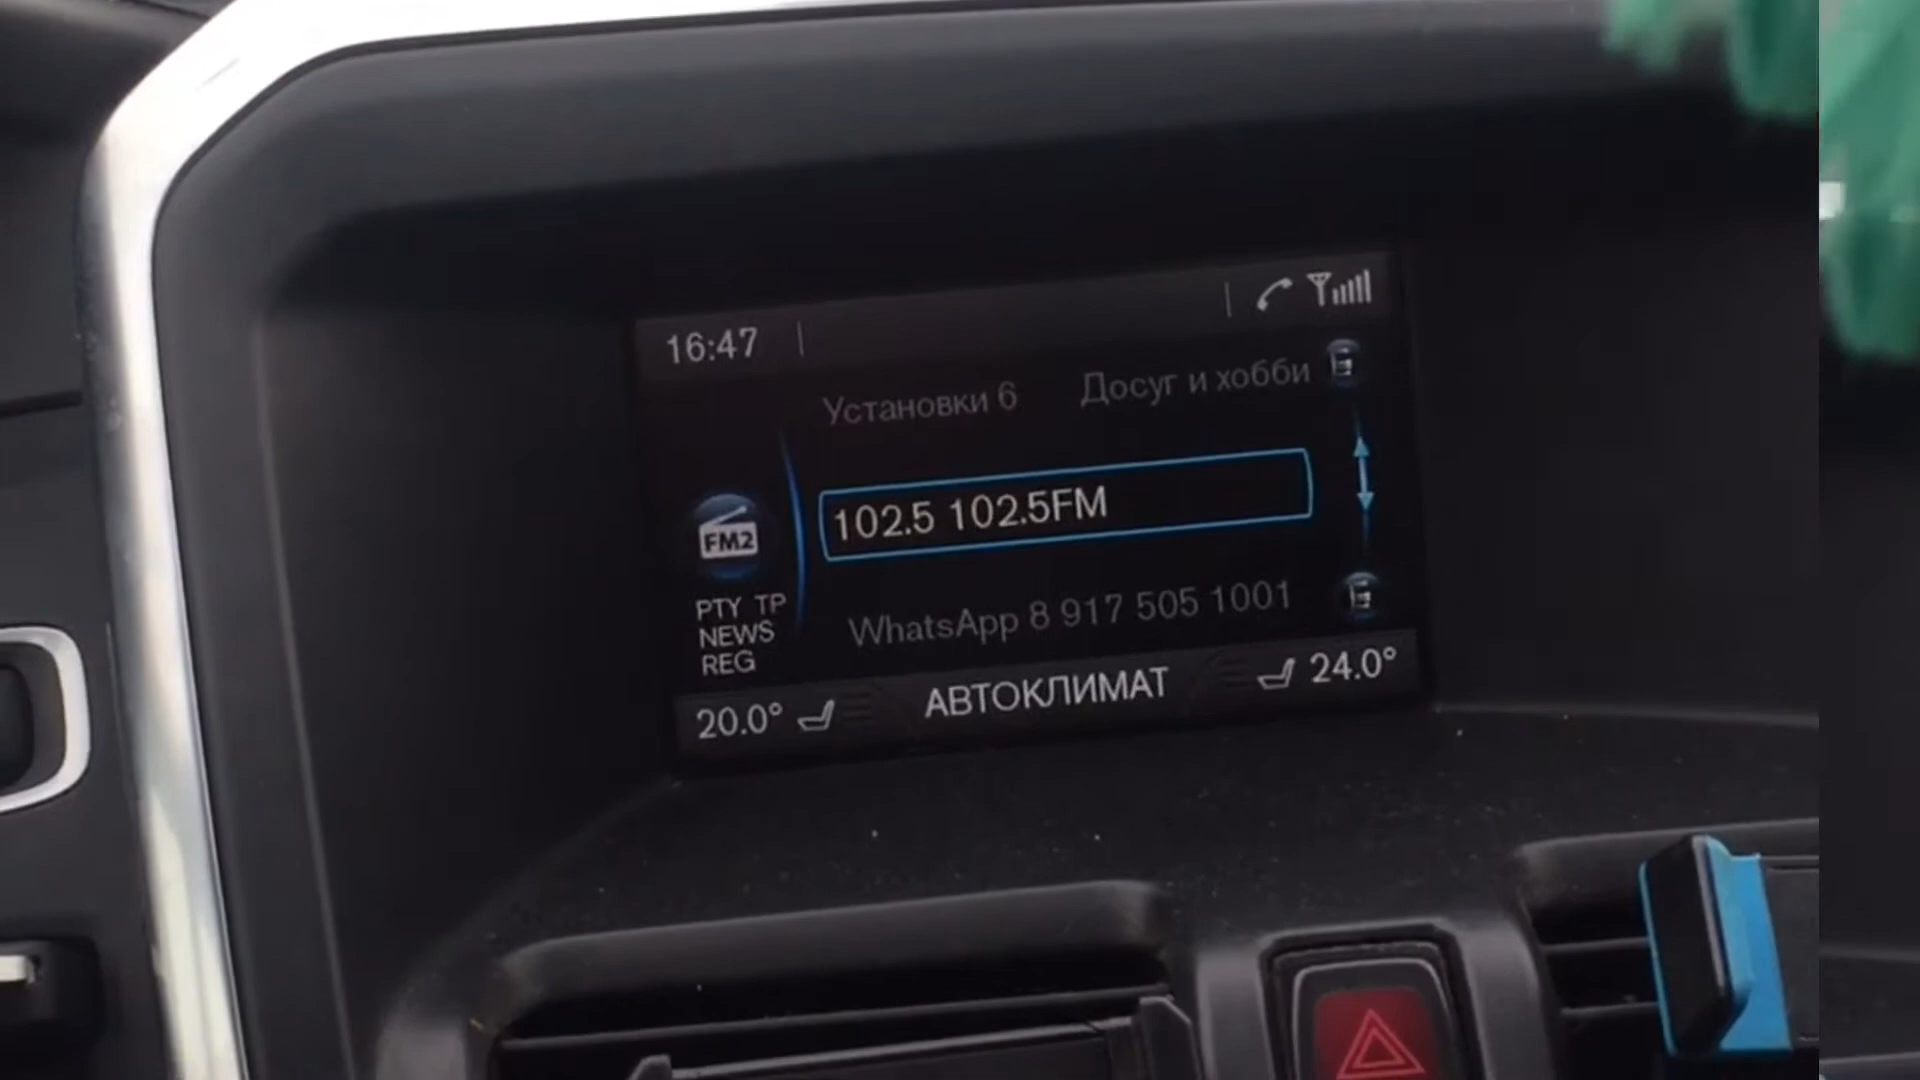 16:47
Установки 6 Досуг и хобби
102.5 102.5FM
FM2
PTY TP
NEWS
REG
WhatsApp 8 917 505 1001
20.0° АВТОКЛИМАТ 24.0°